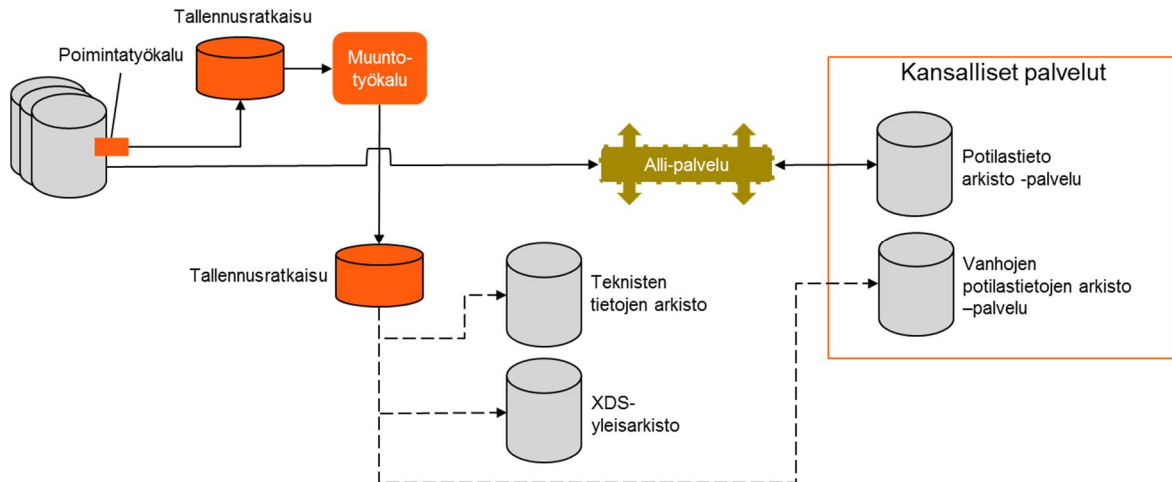 Tallennusratkaisu
Poimintatyökalu
Muunto-
työkalu
Kansalliset palvelut
Alli-palvelu
Potilastieto
arkisto -palvelu
Tallennusratkaisu
Teknisten
tietojen arkisto
Vanhojen
potilastietojen arkisto
–palvelu
XDS-
yleisarkisto